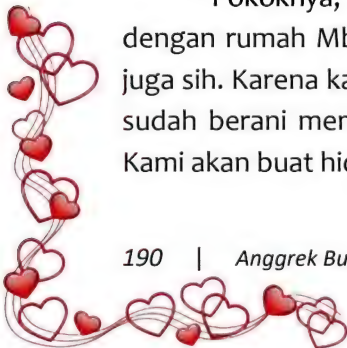 Pokoknya,
dengan rumah Mb
juga sih. Karena ka
sudah berani men
Kami akan buat hid
190 | Anggrek Bu